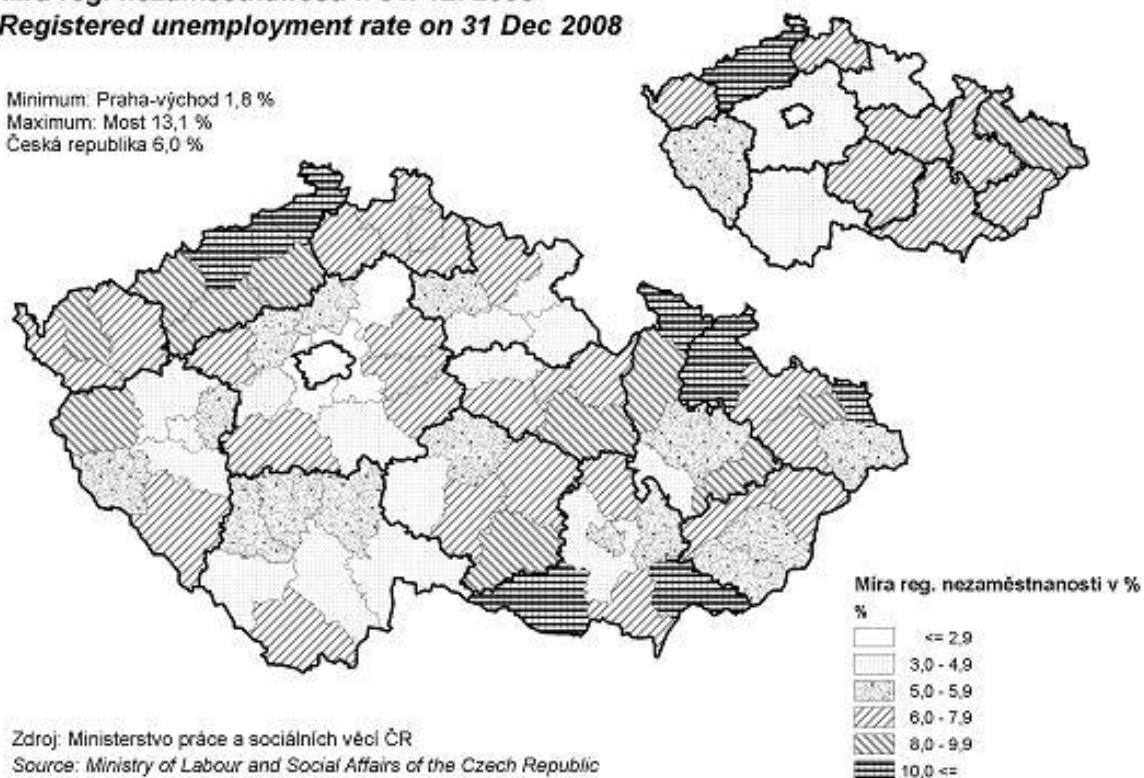 Registered unemployment rate on 31 Dec 2008
Minimum: Praha-východ 1,8 %
Maximum: Most 13,1 %
Česká republika 6,0 %
Míra reg. nezaměstnanosti v %
%
<= 2,9
3,0 - 4,9
5,0 - 5,9
6,0 - 7,9
8,0 - 9,9
10,0 <=
Zdroj: Ministerstvo práce a sociálních věcí ČR
Source: Ministry of Labour and Social Affairs of the Czech Republic